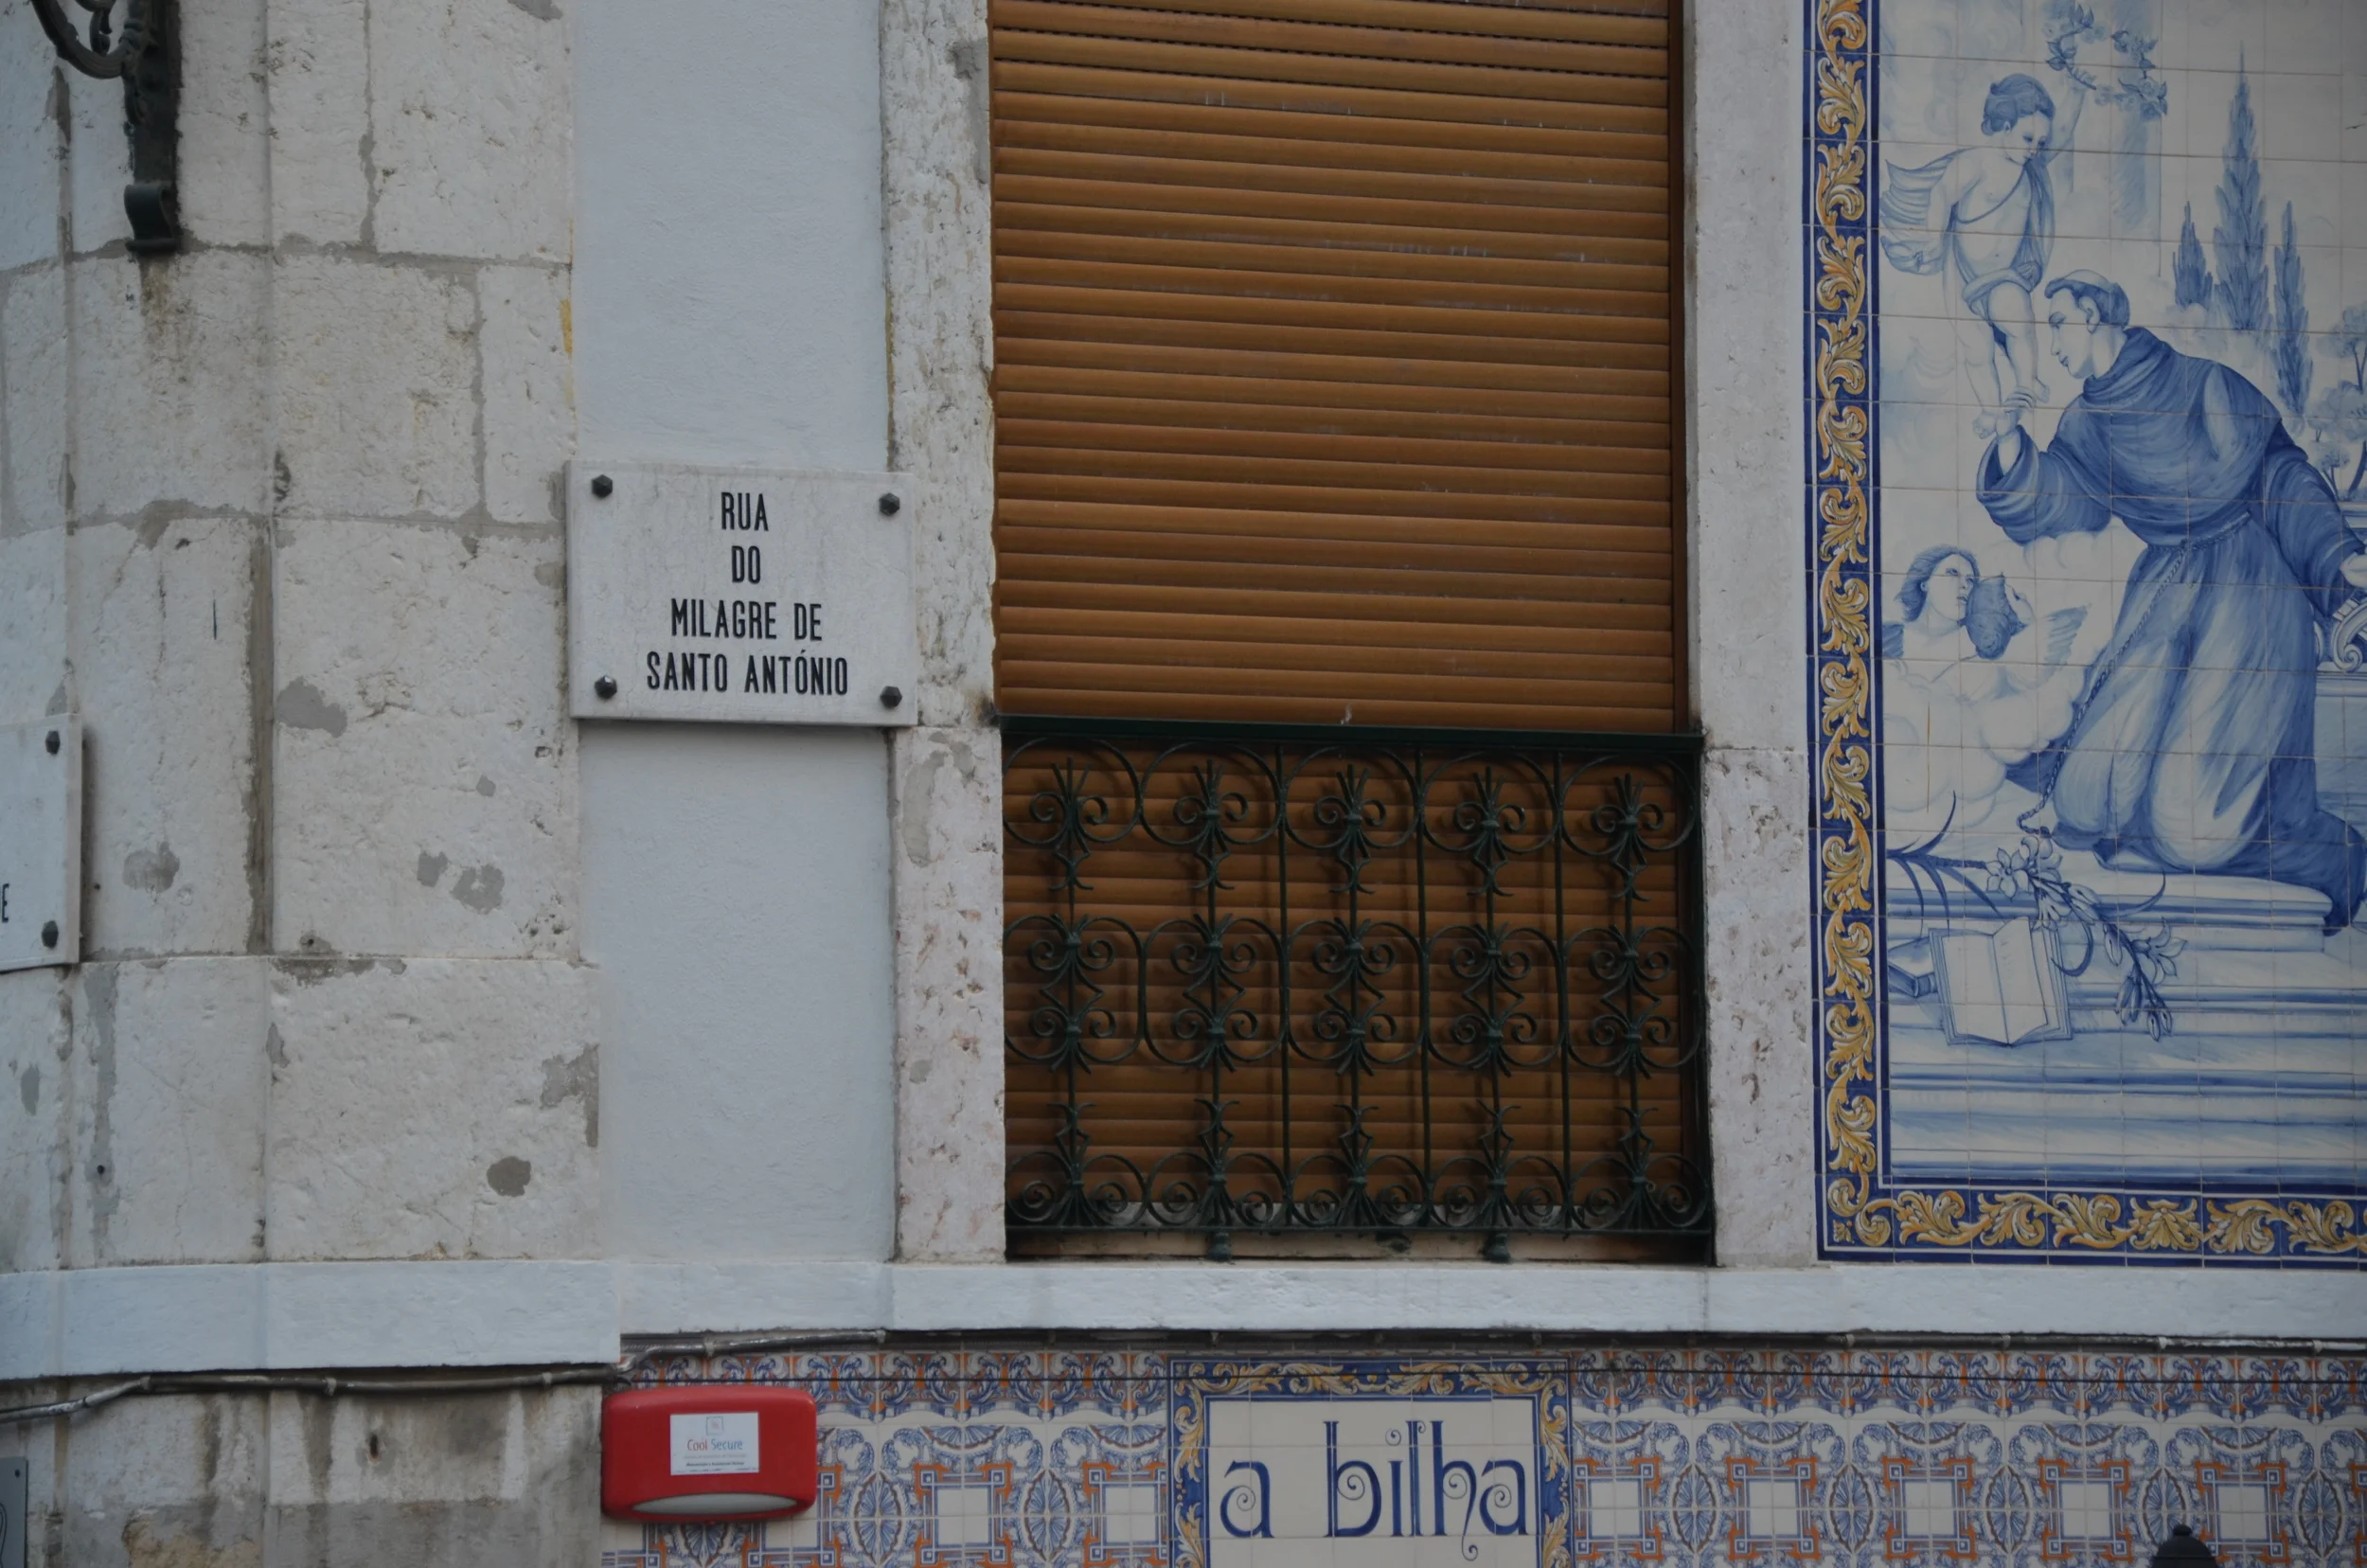 RUA
DO
MILAGRE DE
SANTO ANTÓNIO
E
Cool Secure
a bilha